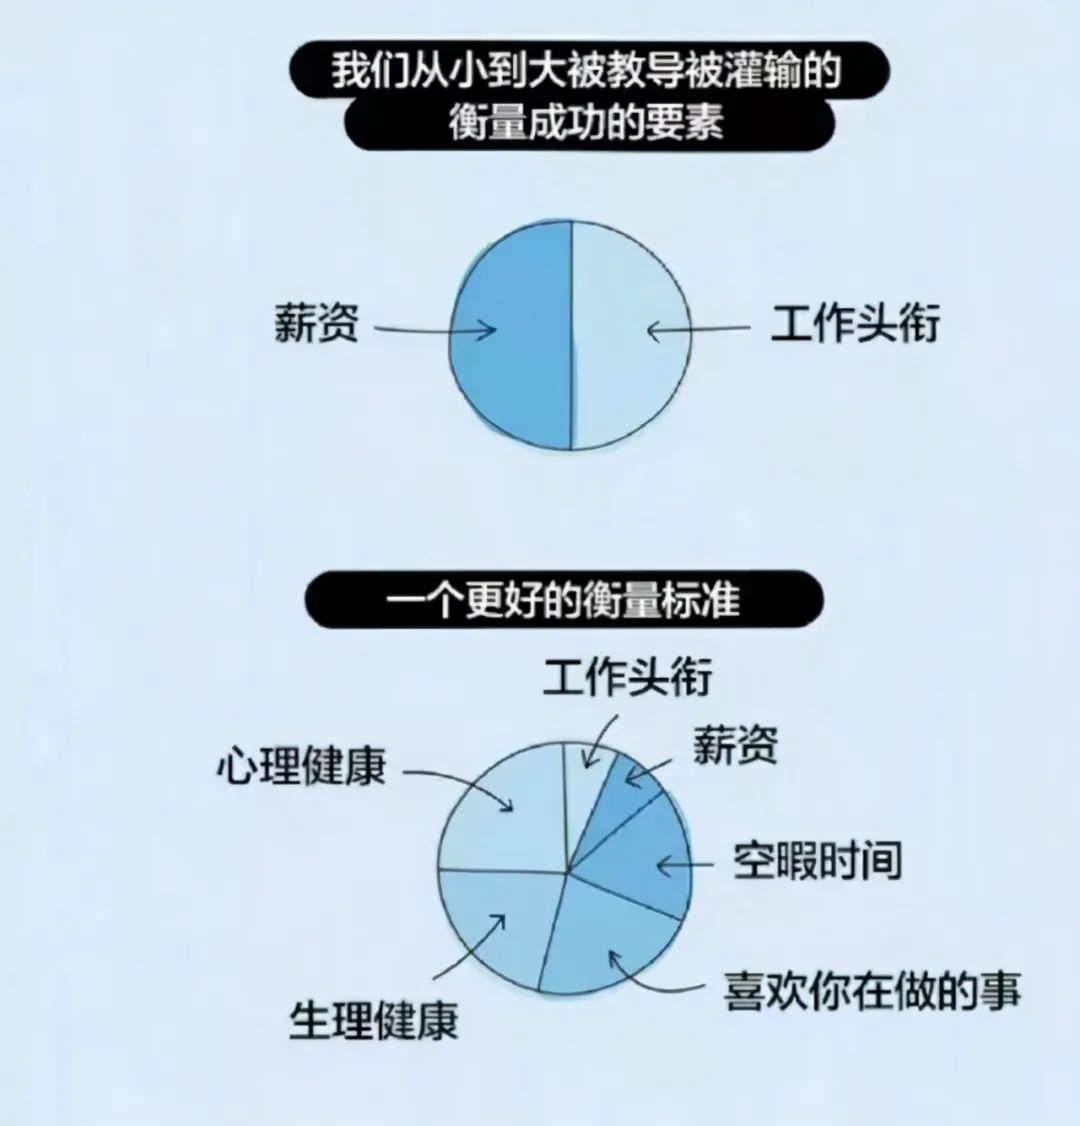 我们从小到大被教导被灌输的
衡量成功的要素
薪资
工作头衔
一个更好的衡量标准
工作头衔
薪资
心理健康
空暇时间
喜欢你在做的事
生理健康